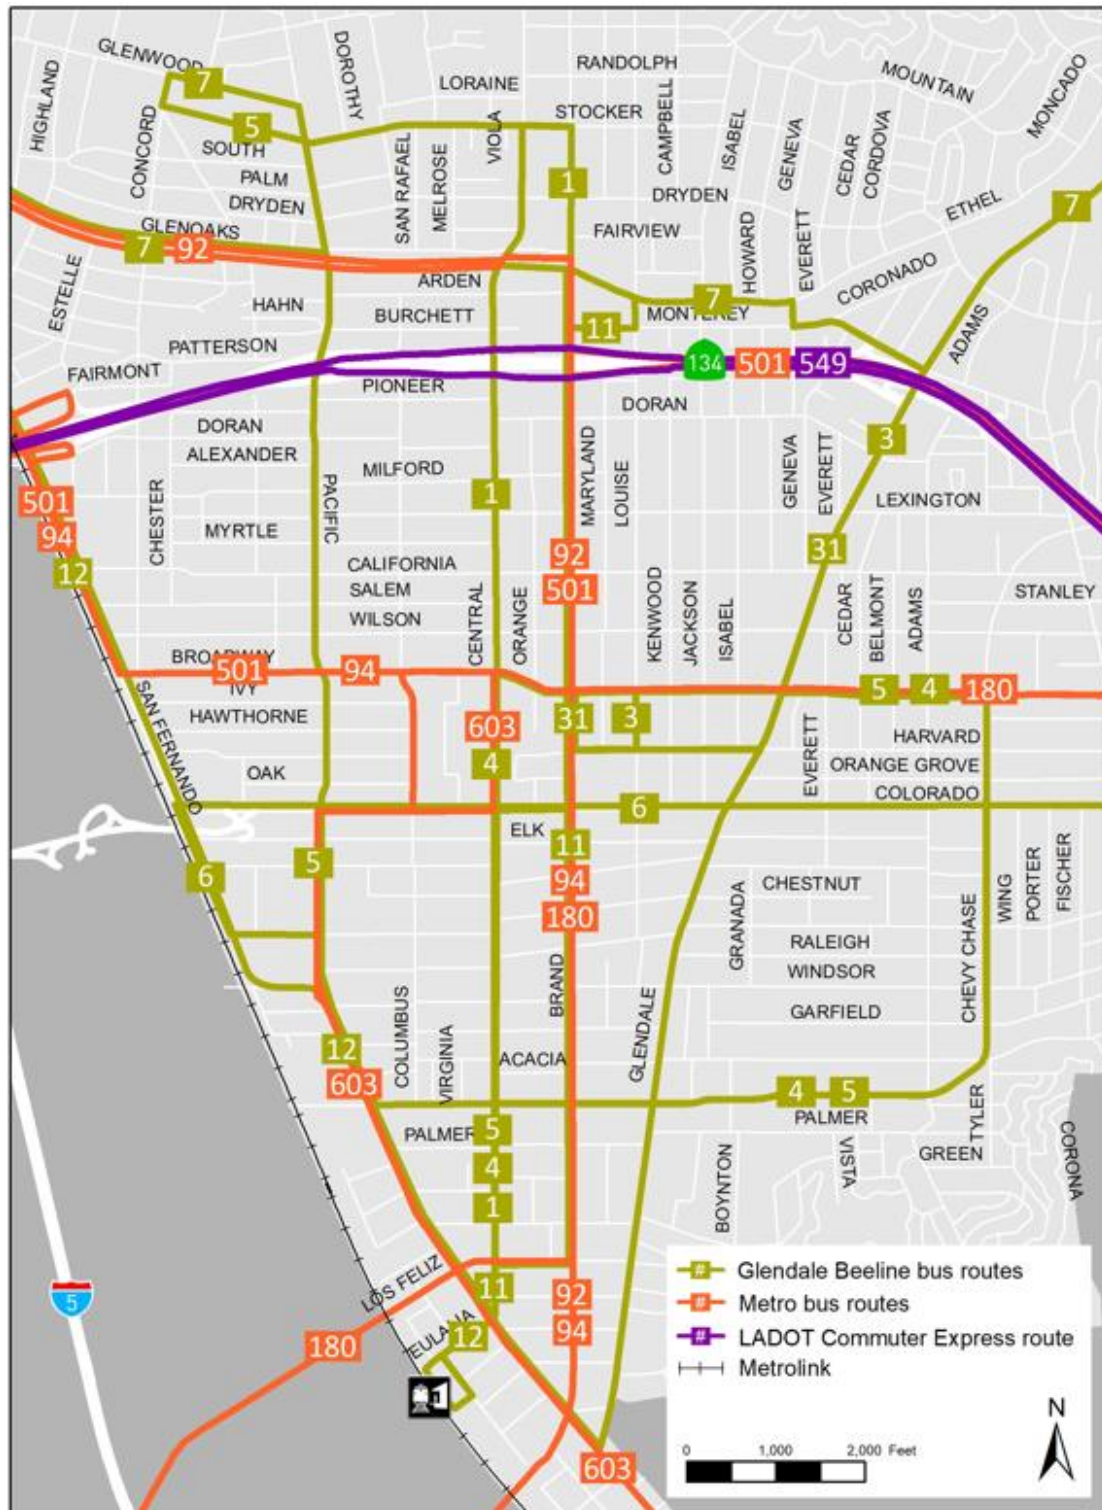 GLENWOOD
7
DOROTHY
RANDOLPH
MOUNTAIN
MONCADO
HIGHLAND
LORAINE
STOCKER
5
CONCORD
SOUTH
VIOLA
CAMPBELL
ISABEL
GENEVA
CEDAR
CORDOVA
PALM
SAN RAFAEL
MELROSE
1
DRYDEN
DRYDEN
ETHEL
7
GLENOAKS
FAIRVIEW
HOWARD
EVERETT
7
92
ESTELLE
ARDEN
CORONADO
HAHN
7
BURCHETT
11
MONTEREY
ADAMS
PATTERSON
134
501
549
FAIRMONT
PIONEER
DORAN
DORAN
MARYLAND
3
ALEXANDER
MILFORD
GENEVA
EVERETT
501
CHESTER
PACIFIC
1
LOUISE
LEXINGTON
94
MYRTLE
31
12
CALIFORNIA
92
SALEM
501
STANLEY
WILSON
CENTRAL
ORANGE
KENWOOD
JACKSON
ISABEL
CEDAR
BELMONT
ADAMS
BROADWAY
501
94
IVY
5
4
180
SAN FERNANDO
HAWTHORNE
603
31
3
HARVARD
EVERETT
OAK
4
ORANGE GROVE
COLORADO
6
ELK
11
5
6
94
CHESTNUT
WING
PORTER
FISCHER
180
GRANADA
RALEIGH
WINDSOR
CHEVY CHASE
BRAND
GLENDALE
GARFIELD
COLUMBUS
12
VIRGINIA
ACACIA
603
4
5
PALMER
TYLER
PALMER
5
4
BOYNTON
VISTA
GREEN
CORONA
1
LOS FELIZ
11
92
5
EULALIA
12
94
180
603
# Glendale Beeline bus routes
# Metro bus routes
# LADOT Commuter Express route
Metrolink
N
0 1,000 2,000 Feet